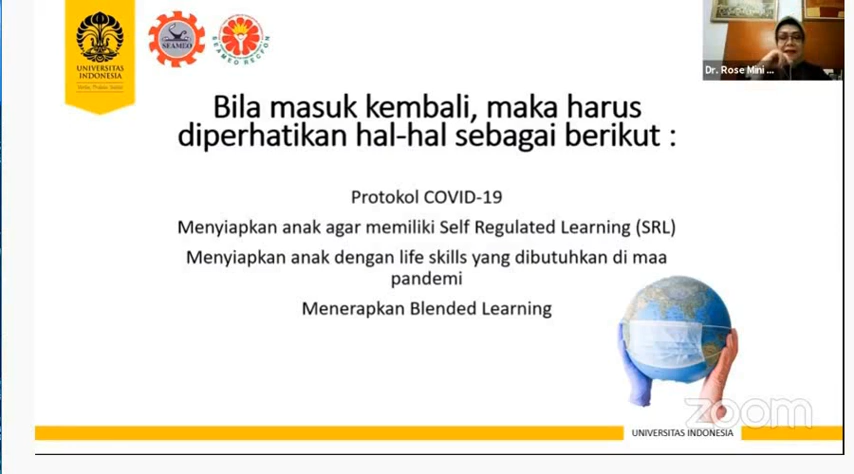 UNIVERSITAS
INDONESIA
SEAMEO
SEAMEO RECFON
Dr. Rose Mini ...
Bila masuk kembali, maka harus
diperhatikan hal-hal sebagai berikut :
Protokol COVID-19
Menyiapkan anak agar memiliki Self Regulated Learning (SRL)
Menyiapkan anak dengan life skills yang dibutuhkan di maa
pandemi
Menerapkan Blended Learning
zoom
UNIVERSITAS INDONESIA